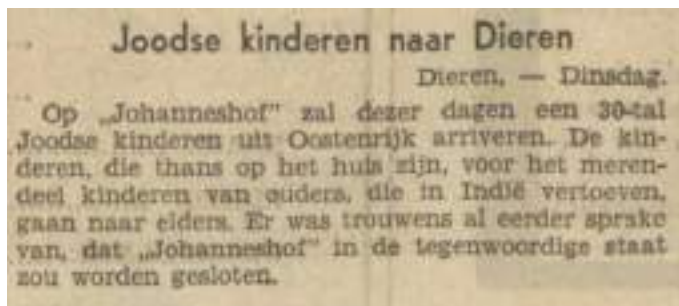 Joodse kinderen naar Dieren
Dieren, — Dinsdag.
Op „Johanneshof" zal dezer dagen een 30-tal
Joodse kinderen uit Oostenrijk arriveren. De kin-
deren, die thans op het huis zijn, voor het meren-
deel kinderen van ouders, die in Indië vertoeven,
gaan naar elders. Er was trouwens al eerder sprake
van, dat „Johanneshof" in de tegenwoordige staat
zou worden gesloten.